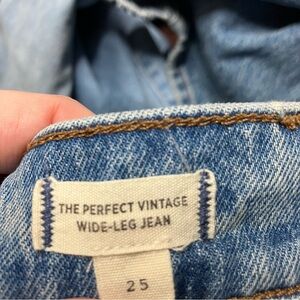 THE PERFECT VINTAGE
WIDE-LEG JEAN
25